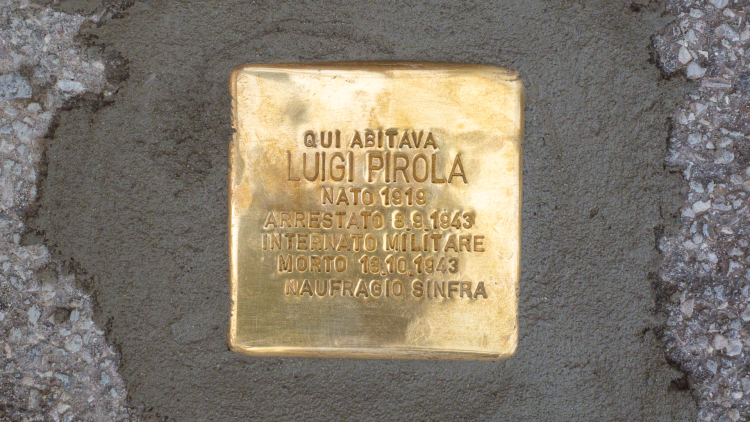 QUI ABITAVA
LUIGI PIROLA
NATO 1919
ARRESTATO 8.9.1943
INTERNATO MILITARE
MORTO 18.10.1943
NAUFRAGIO SINFRA